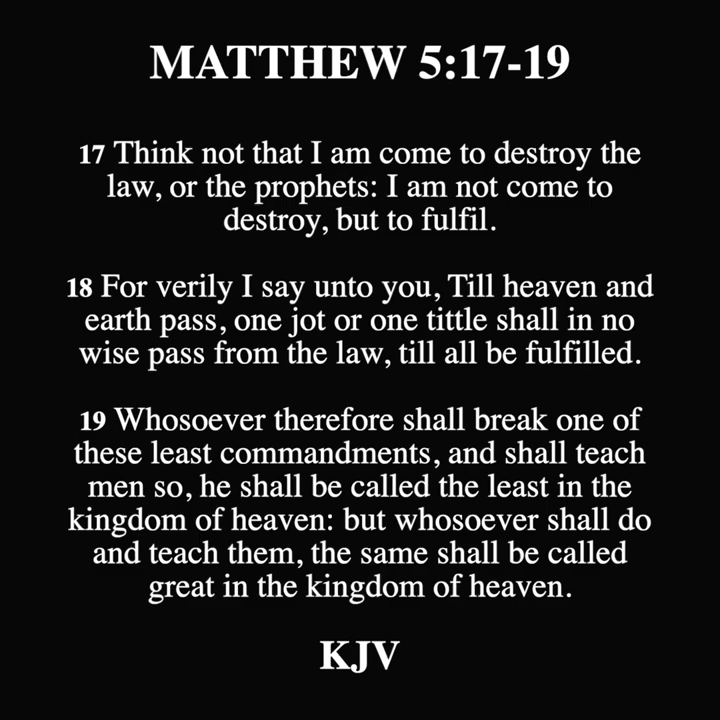 MATTHEW 5:17-19
17 Think not that I am come to destroy the
law, or the prophets: I am not come to
destroy, but to fulfil.
18 For verily I say unto you, Till heaven and
earth pass, one jot or one tittle shall in no
wise pass from the law, till all be fulfilled.
19 Whosoever therefore shall break one of
these least commandments, and shall teach
men so, he shall be called the least in the
kingdom of heaven: but whosoever shall do
and teach them, the same shall be called
great in the kingdom of heaven.
KJV